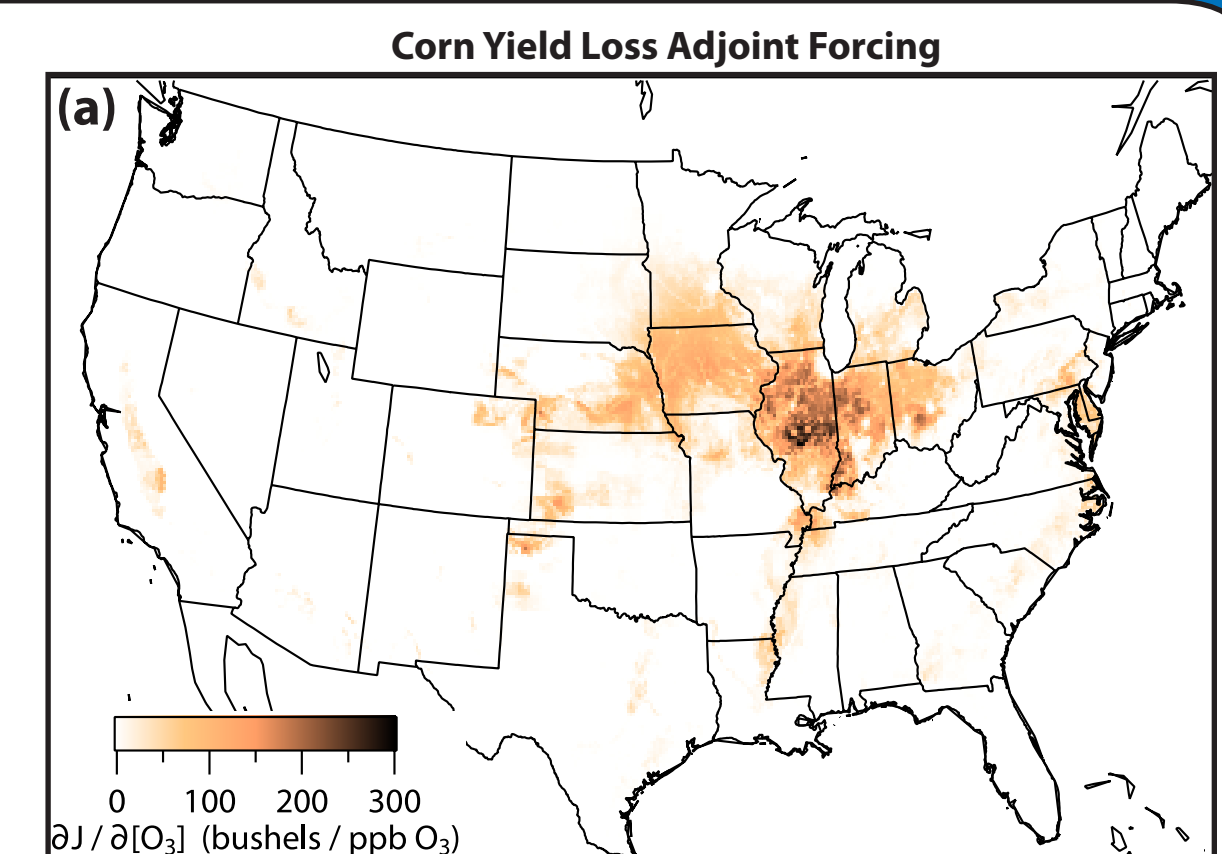 Corn Yield Loss Adjoint Forcing
(a)
0 100 200 300
∂J / ∂[O₃] (bushels / ppb O₃)